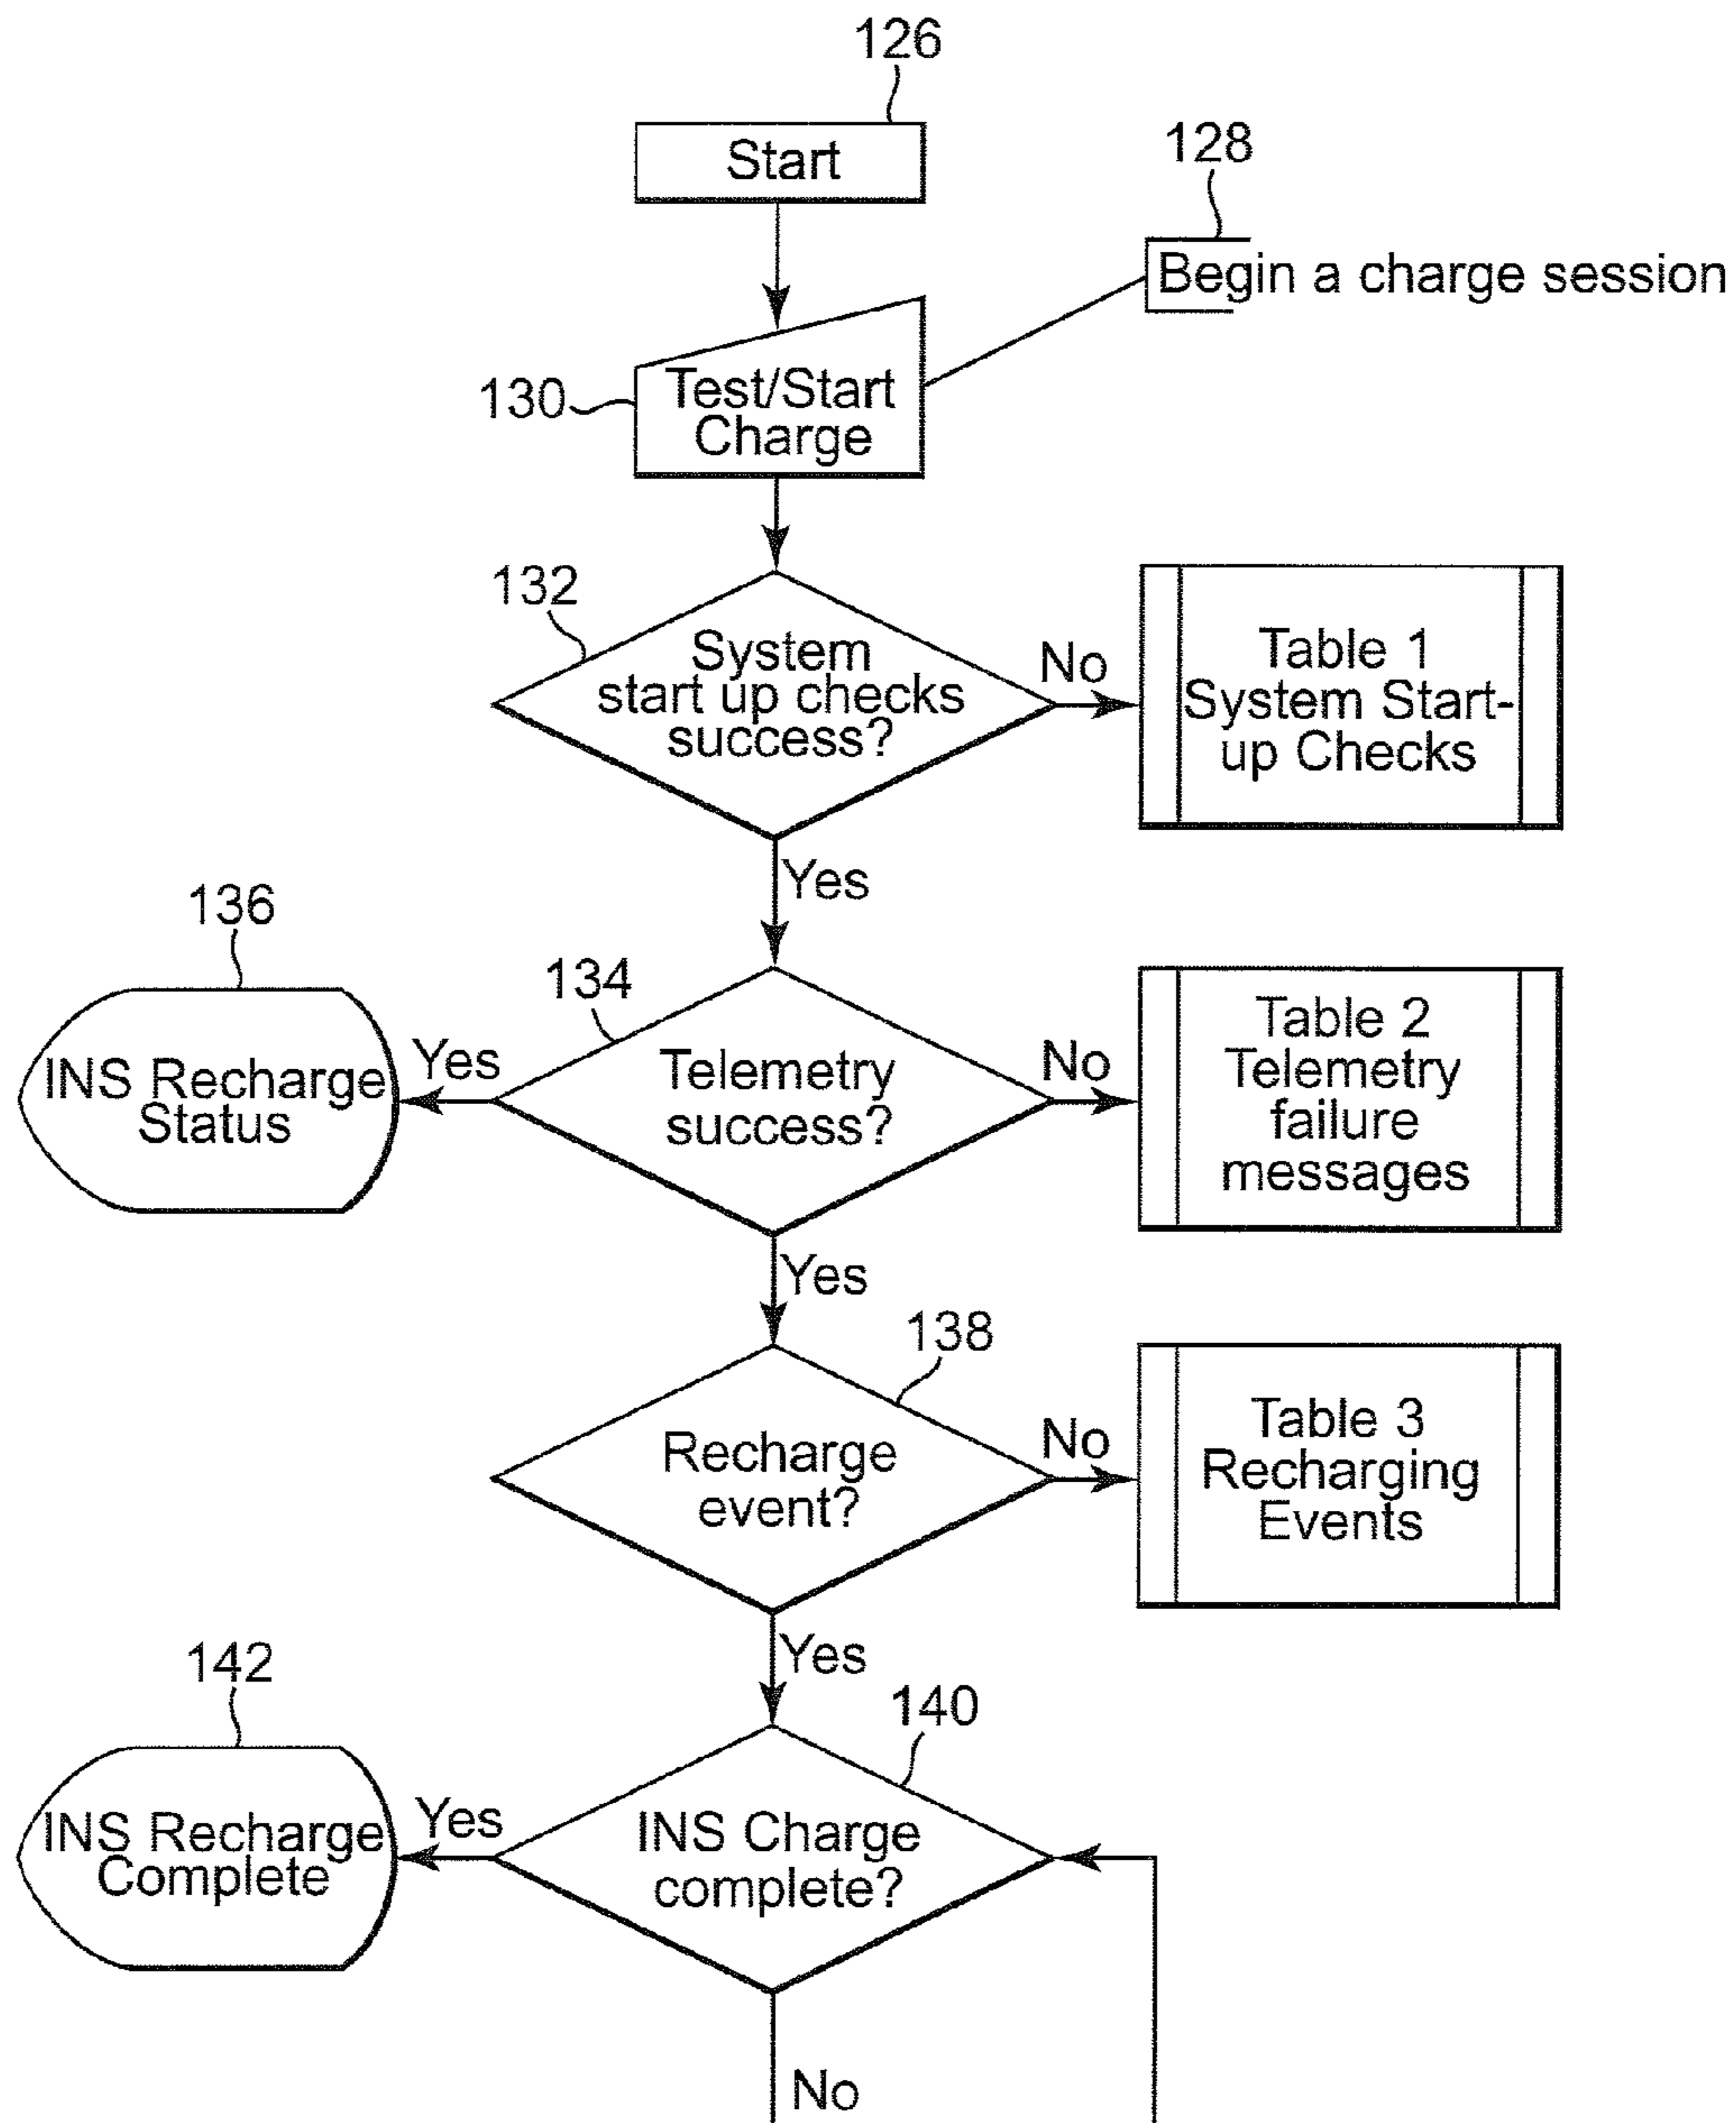 126
Start
128
Begin a charge session
130
Test/Start
Charge
132
System
start up checks
success?
No
Table 1
System Start-
up Checks
Yes
136
134
INS Recharge
Status
Yes
Telemetry
success?
No
Table 2
Telemetry
failure
messages
Yes
138
Recharge
event?
No
Table 3
Recharging
Events
Yes
142
140
INS Recharge
Complete
Yes
INS Charge
complete?
No